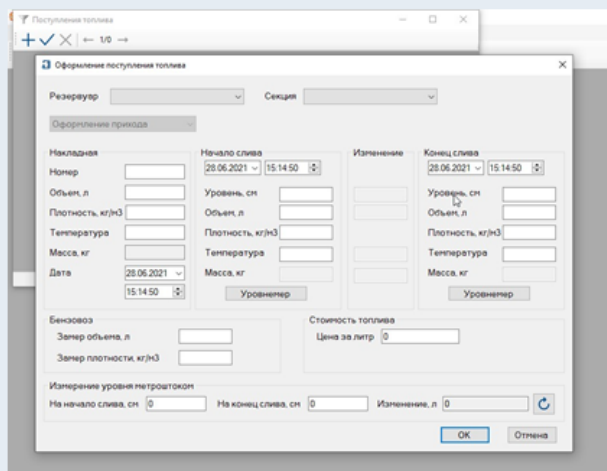 Поступления топлива
1/0
Оформление поступления топлива
Резервуар
Секция
Оформление прихода
Накладная
Номер
Объем, л
Плотность, кг/м3
Температура
Масса, кг
Дата 28.06.2021
15:14:50
Начало слива
28.06.2021 15:14:50
Уровень, см
Объем, л
Плотность, кг/м3
Температура
Масса, кг
Уровнемер
Изменение
Конец слива
28.06.2021 15:14:50
Уровень, см
Объем, л
Плотность, кг/м3
Температура
Масса, кг
Уровнемер
Бензовоз
Замер объема, л
Замер плотности, кг/м3
Стоимость топлива
Цена за литр 0
Измерение уровня метроштоком
На начало слива, см 0 На конец слива, см 0 Изменение, л 0
OK Отмена